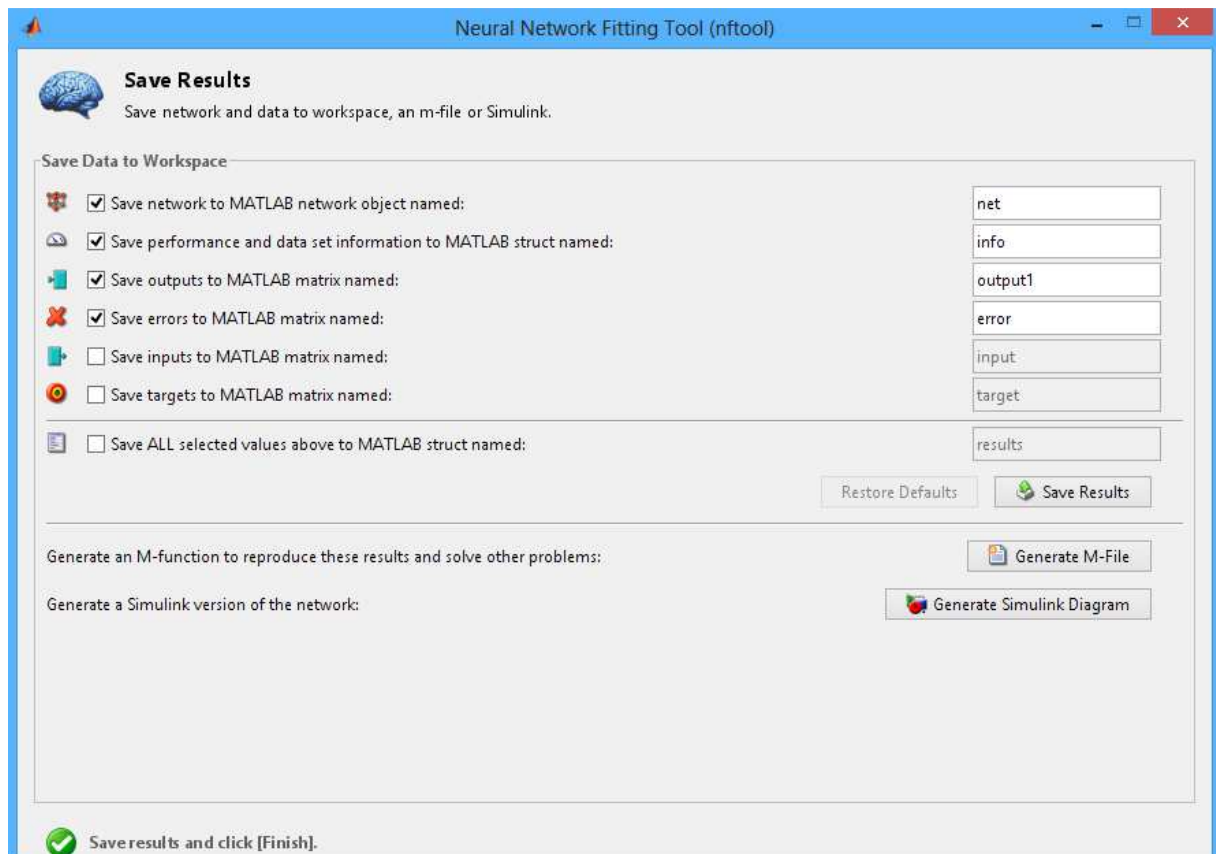 Neural Network Fitting Tool (nftool)
Save Results
Save network and data to workspace, an m-file or Simulink.
Save Data to Workspace
Save network to MATLAB network object named: net
Save performance and data set information to MATLAB struct named: info
Save outputs to MATLAB matrix named: output1
Save errors to MATLAB matrix named: error
Save inputs to MATLAB matrix named: input
Save targets to MATLAB matrix named: target
Save ALL selected values above to MATLAB struct named: results
Restore Defaults Save Results
Generate an M-function to reproduce these results and solve other problems: Generate M-File
Generate a Simulink version of the network: Generate Simulink Diagram
Save results and click [Finish].